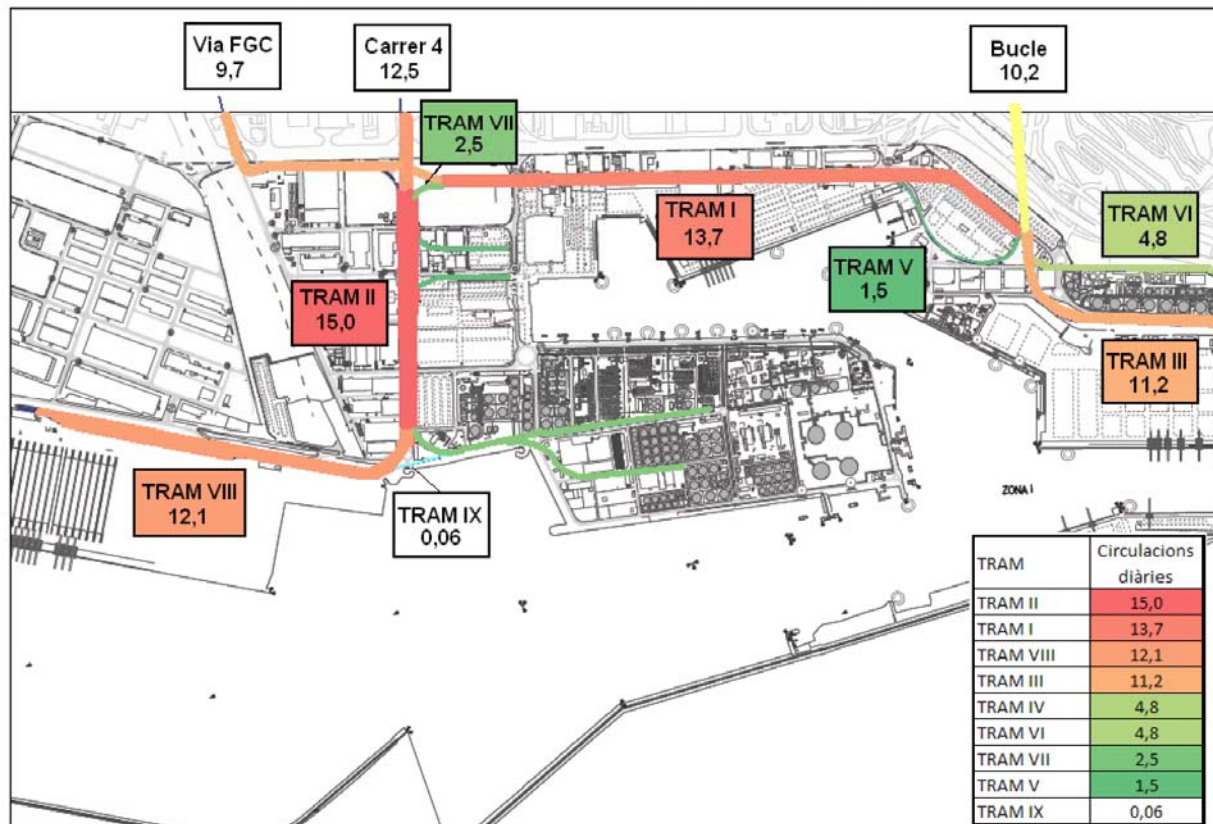 Via FGC
9,7
Carrer 4
12,5
Bucle
10,2
TRAM VII
2,5
TRAM I
13,7
TRAM VI
4,8
TRAM V
1,5
TRAM II
15,0
TRAM III
11,2
TRAM VIII
12,1
TRAM IX
0,06
ZONA I
TRAM Circulacions diàries
TRAM II 15,0
TRAM I 13,7
TRAM VIII 12,1
TRAM III 11,2
TRAM IV 4,8
TRAM VI 4,8
TRAM VII 2,5
TRAM V 1,5
TRAM IX 0,06